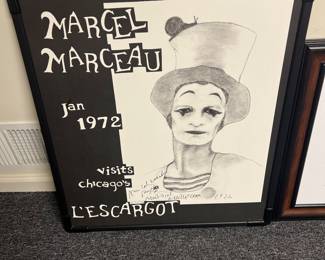 MARCEL
MARCEAU
Jan
1972
visits
chicago's
L'ESCARGOT